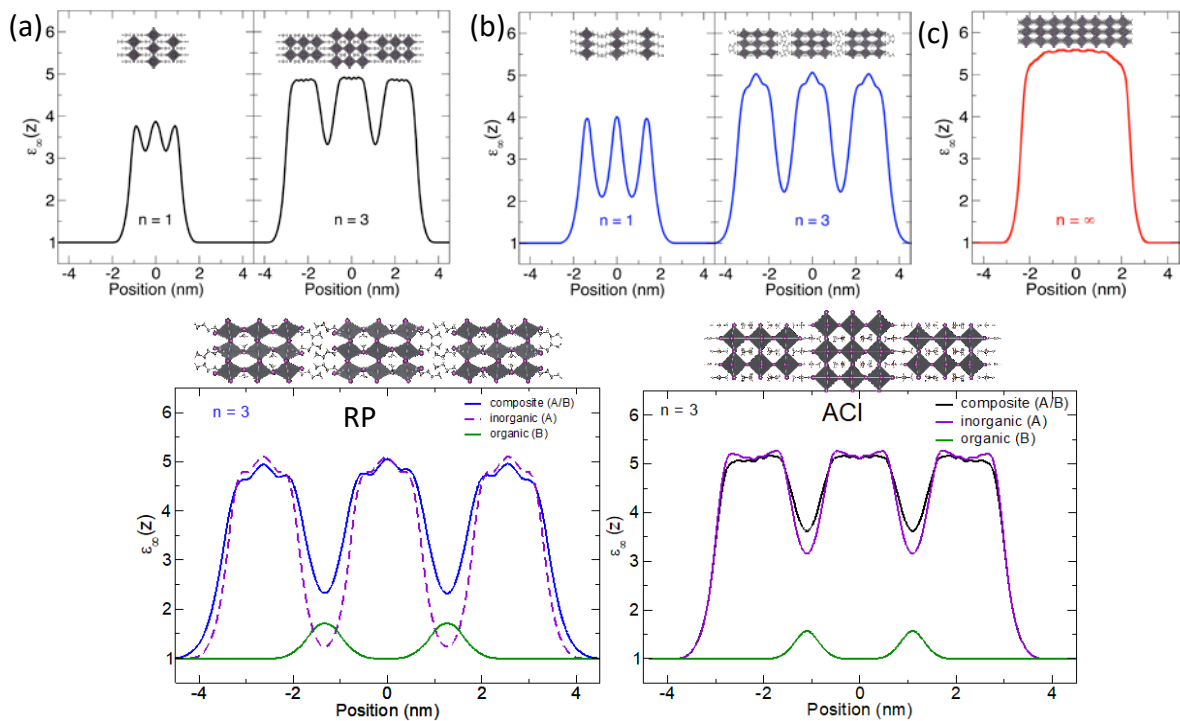 (a)
(b)
(c)
6
5
4
3
2
1
ε∞(z)
n = 1
n = 3
-4 -2 0 2 4
-4 -2 0 2 4
Position (nm)
Position (nm)
6
5
4
3
2
1
ε∞(z)
n = 1
n = 3
-4 -2 0 2 4
-4 -2 0 2 4
Position (nm)
Position (nm)
6
5
4
3
2
1
ε∞(z)
n = ∞
-4 -2 0 2 4
Position (nm)
n = 3
RP
composite (A/B)
inorganic (A)
organic (B)
6
5
4
3
2
1
ε∞(z)
-4 -2 0 2 4
Position (nm)
n = 3
ACI
composite (A/B)
inorganic (A)
organic (B)
6
5
4
3
2
1
ε∞(z)
-4 -2 0 2 4
Position (nm)